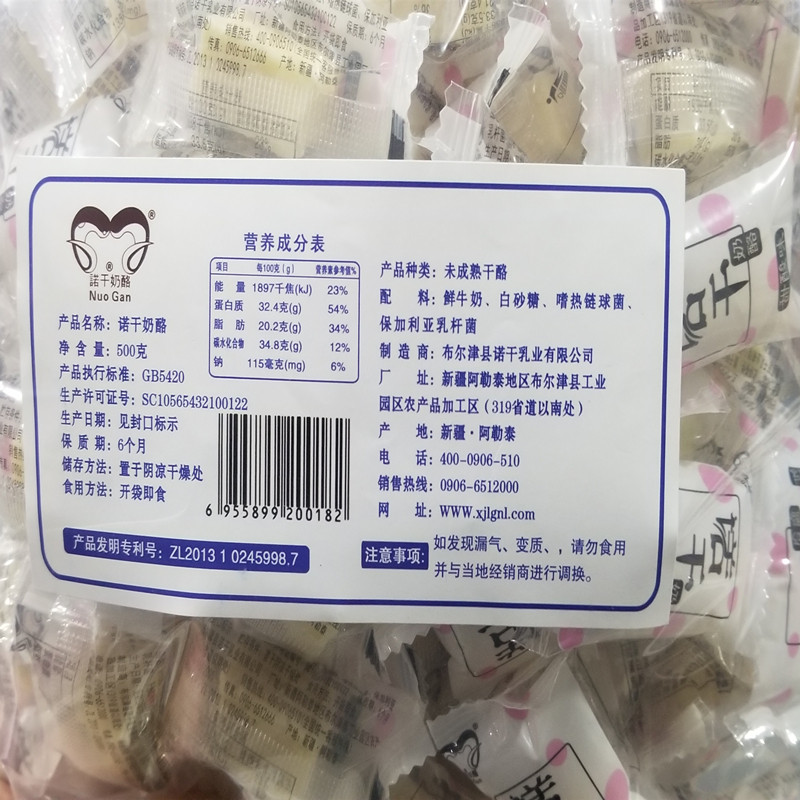 諾干奶酪
Nuo Gan
产品名称: 诺干奶酪
净 含 量: 500克
产品执行标准: GB5420
生产许可证号: SC10565432100122
生产日期: 见封口标示
保 质 期: 6个月
储存方法: 置于阴凉干燥处
食用方法: 开袋即食
营养成分表
项目 每100克(g) 营养素参考值%
能 量 1897千焦(kJ) 23%
蛋白质 32.4克(g) 54%
脂 肪 20.2克(g) 34%
碳水化合物 34.8克(g) 12%
钠 115毫克(mg) 6%
6 955899 200182
产品发明专利号: ZL2013 1 0245998.7
产品种类: 未成熟干酪
配 料: 鲜牛奶、白砂糖、嗜热链球菌、
保加利亚乳杆菌
制 造 商: 布尔津县诺干乳业有限公司
厂 址: 新疆阿勒泰地区布尔津县工业
园区农产品加工区(319省道以南处)
产 地: 新疆·阿勒泰
电 话: 400-0906-510
销售热线: 0906-6512000
网 址: www.xjlgnl.com
注意事项: 如发现漏气、变质、,请勿食用
并与当地经销商进行调换。
奶酪
诺干